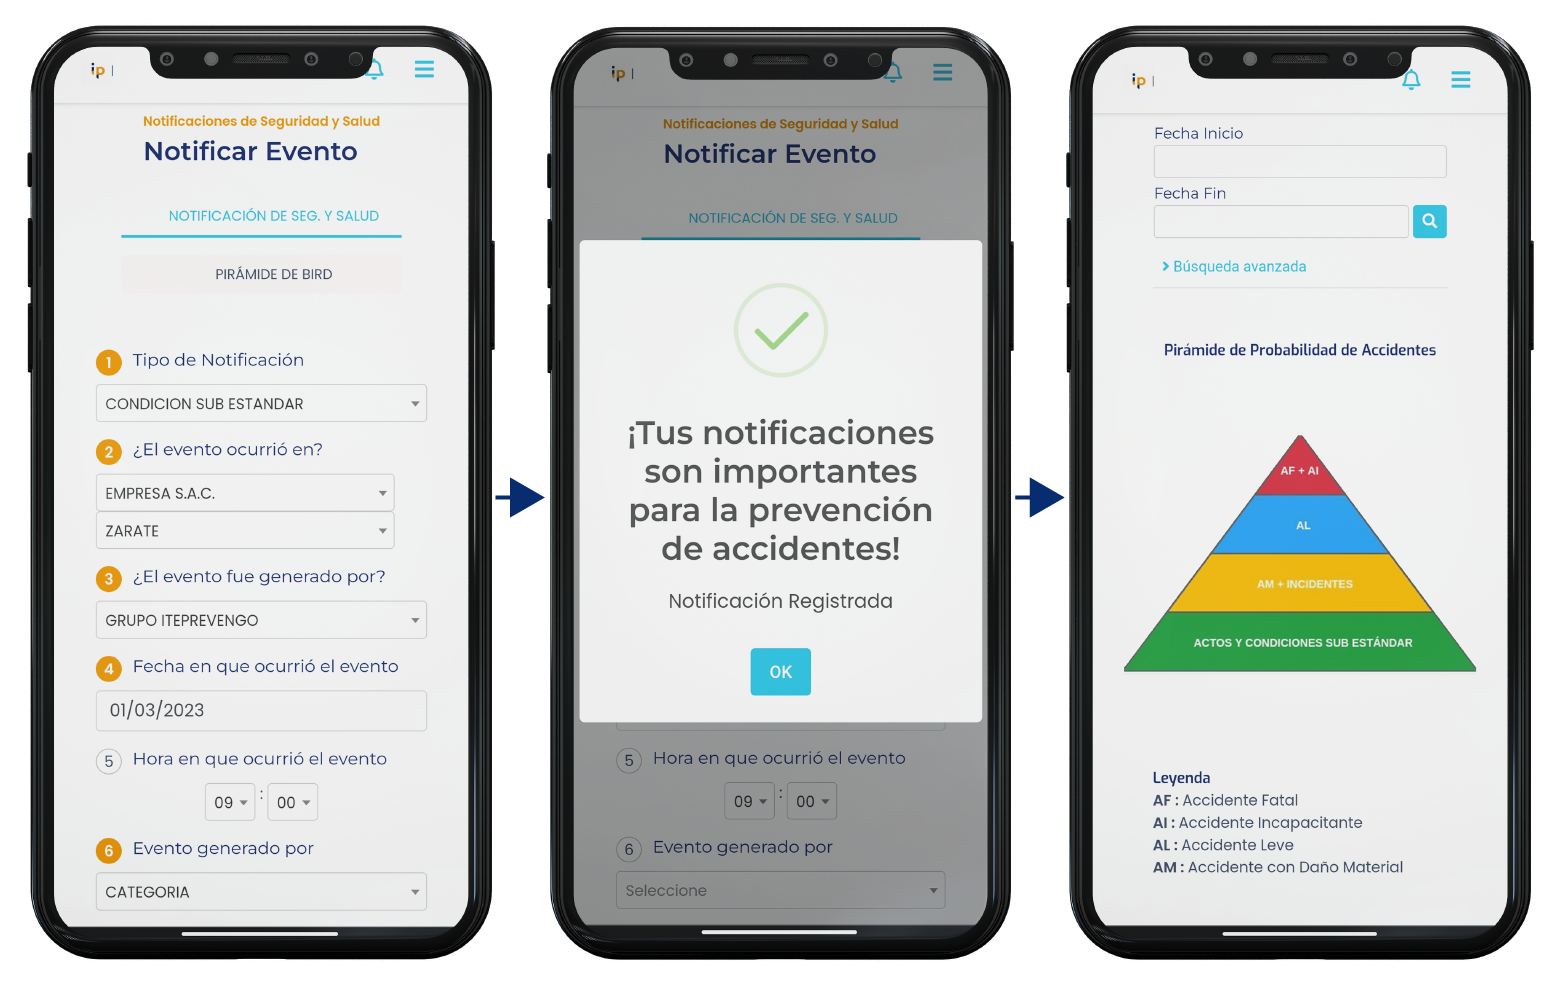 ip |
Notificaciones de Seguridad y Salud
Notificar Evento
NOTIFICACIÓN DE SEG. Y SALUD
PIRÁMIDE DE BIRD
1 Tipo de Notificación
CONDICION SUB ESTANDAR
2 ¿El evento ocurrió en?
EMPRESA S.A.C.
ZARATE
3 ¿El evento fue generado por?
GRUPO ITEPREVENGO
4 Fecha en que ocurrió el evento
01/03/2023
5 Hora en que ocurrió el evento
09 : 00
6 Evento generado por
CATEGORIA
ip |
Notificaciones de Seguridad y Salud
Notificar Evento
NOTIFICACIÓN DE SEG. Y SALUD
¡Tus notificaciones
son importantes
para la prevención
de accidentes!
Notificación Registrada
OK
5 Hora en que ocurrió el evento
09 : 00
6 Evento generado por
Seleccione
ip |
Fecha Inicio
Fecha Fin
Búsqueda avanzada
Pirámide de Probabilidad de Accidentes
AF + AI
AL
AM + INCIDENTES
ACTOS Y CONDICIONES SUB ESTÁNDAR
Leyenda
AF : Accidente Fatal
AI : Accidente Incapacitante
AL : Accidente Leve
AM : Accidente con Daño Material